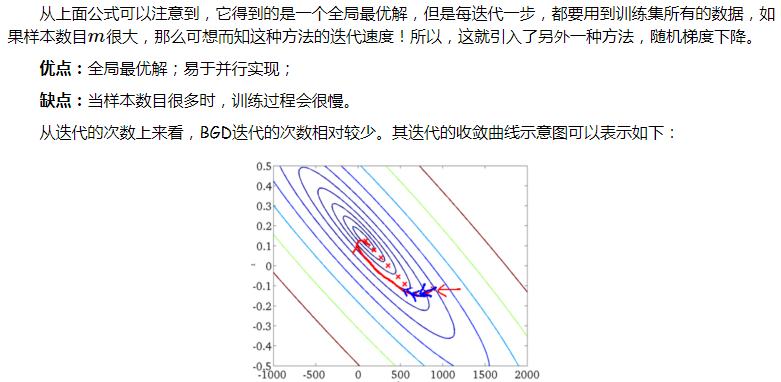 从上面公式可以注意到，它得到的是一个全局最优解，但是每迭代一步，都要用到训练集所有的数据，如
果样本数目m很大，那么可想而知这种方法的迭代速度！所以，这就引入了另外一种方法，随机梯度下降。
优点：全局最优解；易于并行实现；
缺点：当样本数目很多时，训练过程会很慢。
从迭代的次数上来看，BGD迭代的次数相对较少。其迭代的收敛曲线示意图可以表示如下：
0.5
0.4
0.3
0.2
0.1
0
-0.1
-0.2
-0.3
-0.4
-0.5
-1000 -500 0 500 1000 1500 2000